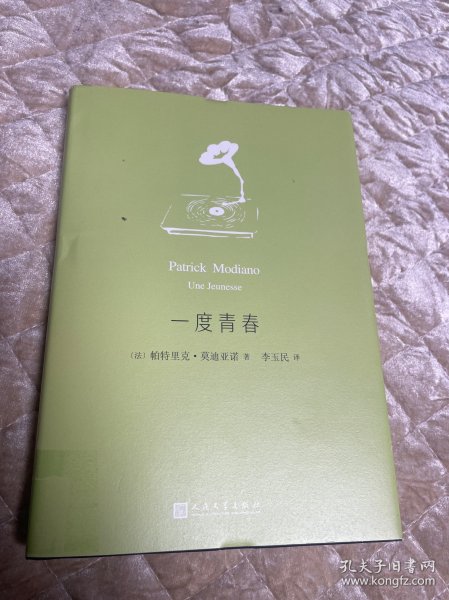 Patrick Modiano
Une Jeunesse
一度青春
（法）帕特里克·莫迪亚诺 著 李玉民 译
人民文学出版社
孔夫子旧书网
www.kongfz.com